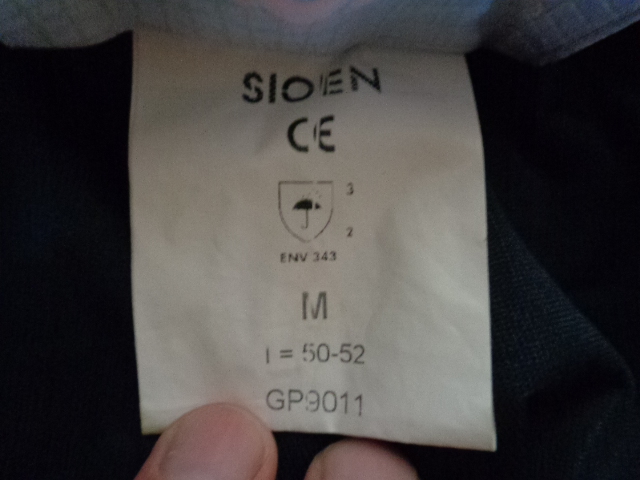 SIOEN
CE
3
2
ENV 343
M
I = 50-52
GP9011